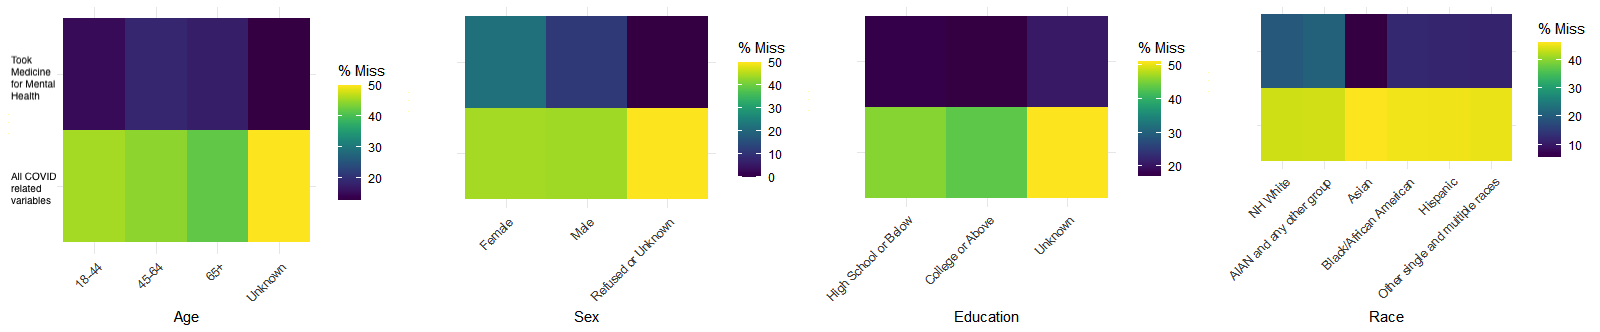 Took
Medicine
for Mental
Health
All COVID
related
variables
% Miss
50
40
30
20
18-44
45-64
65+
Unknown
Age
% Miss
50
40
30
20
10
0
Female
Male
Refused or Unknown
Sex
% Miss
50
40
30
20
High School or Below
College or Above
Unknown
Education
% Miss
40
30
20
10
NH White
AIAN and any other group
Asian
Black/African American
Hispanic
Other single and multiple races
Race